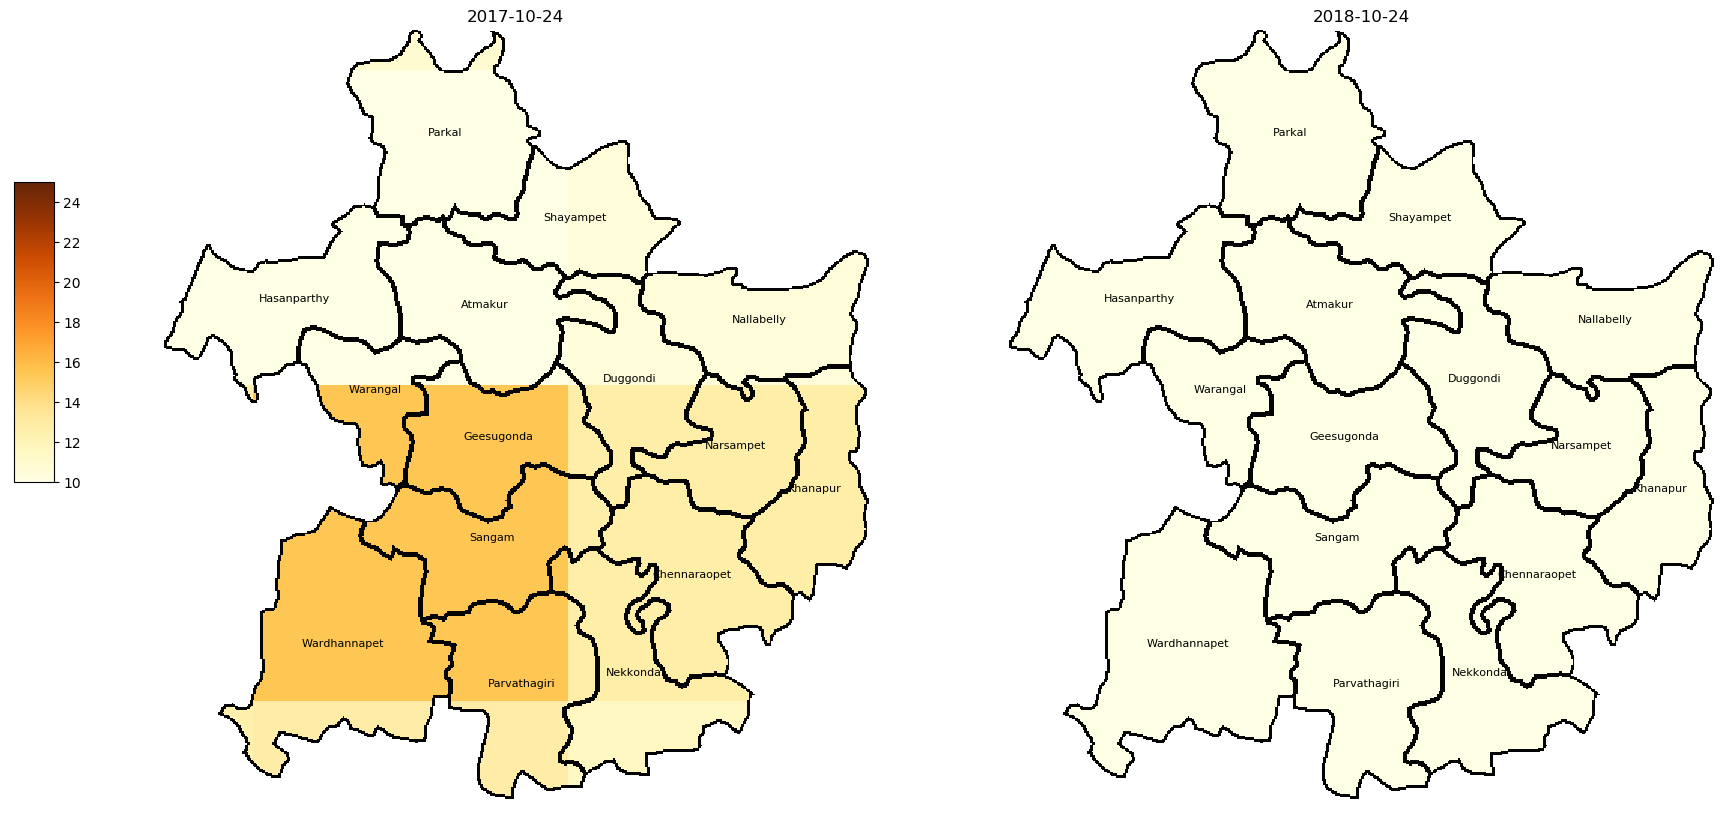 2017-10-24
2018-10-24
Parkal
Parkal
Shayampet
Shayampet
Hasanparthy
Atmakur
Nallabelly
Hasanparthy
Atmakur
Nallabelly
Warangal
Duggondi
Warangal
Duggondi
Geesugonda
Narsampet
Geesugonda
Narsampet
Khanapur
Khanapur
Sangam
Sangam
Chennaraopet
Chennaraopet
Wardhannapet
Wardhannapet
Parvathagiri
Nekkonda
Parvathagiri
Nekkonda
24
22
20
18
16
14
12
10